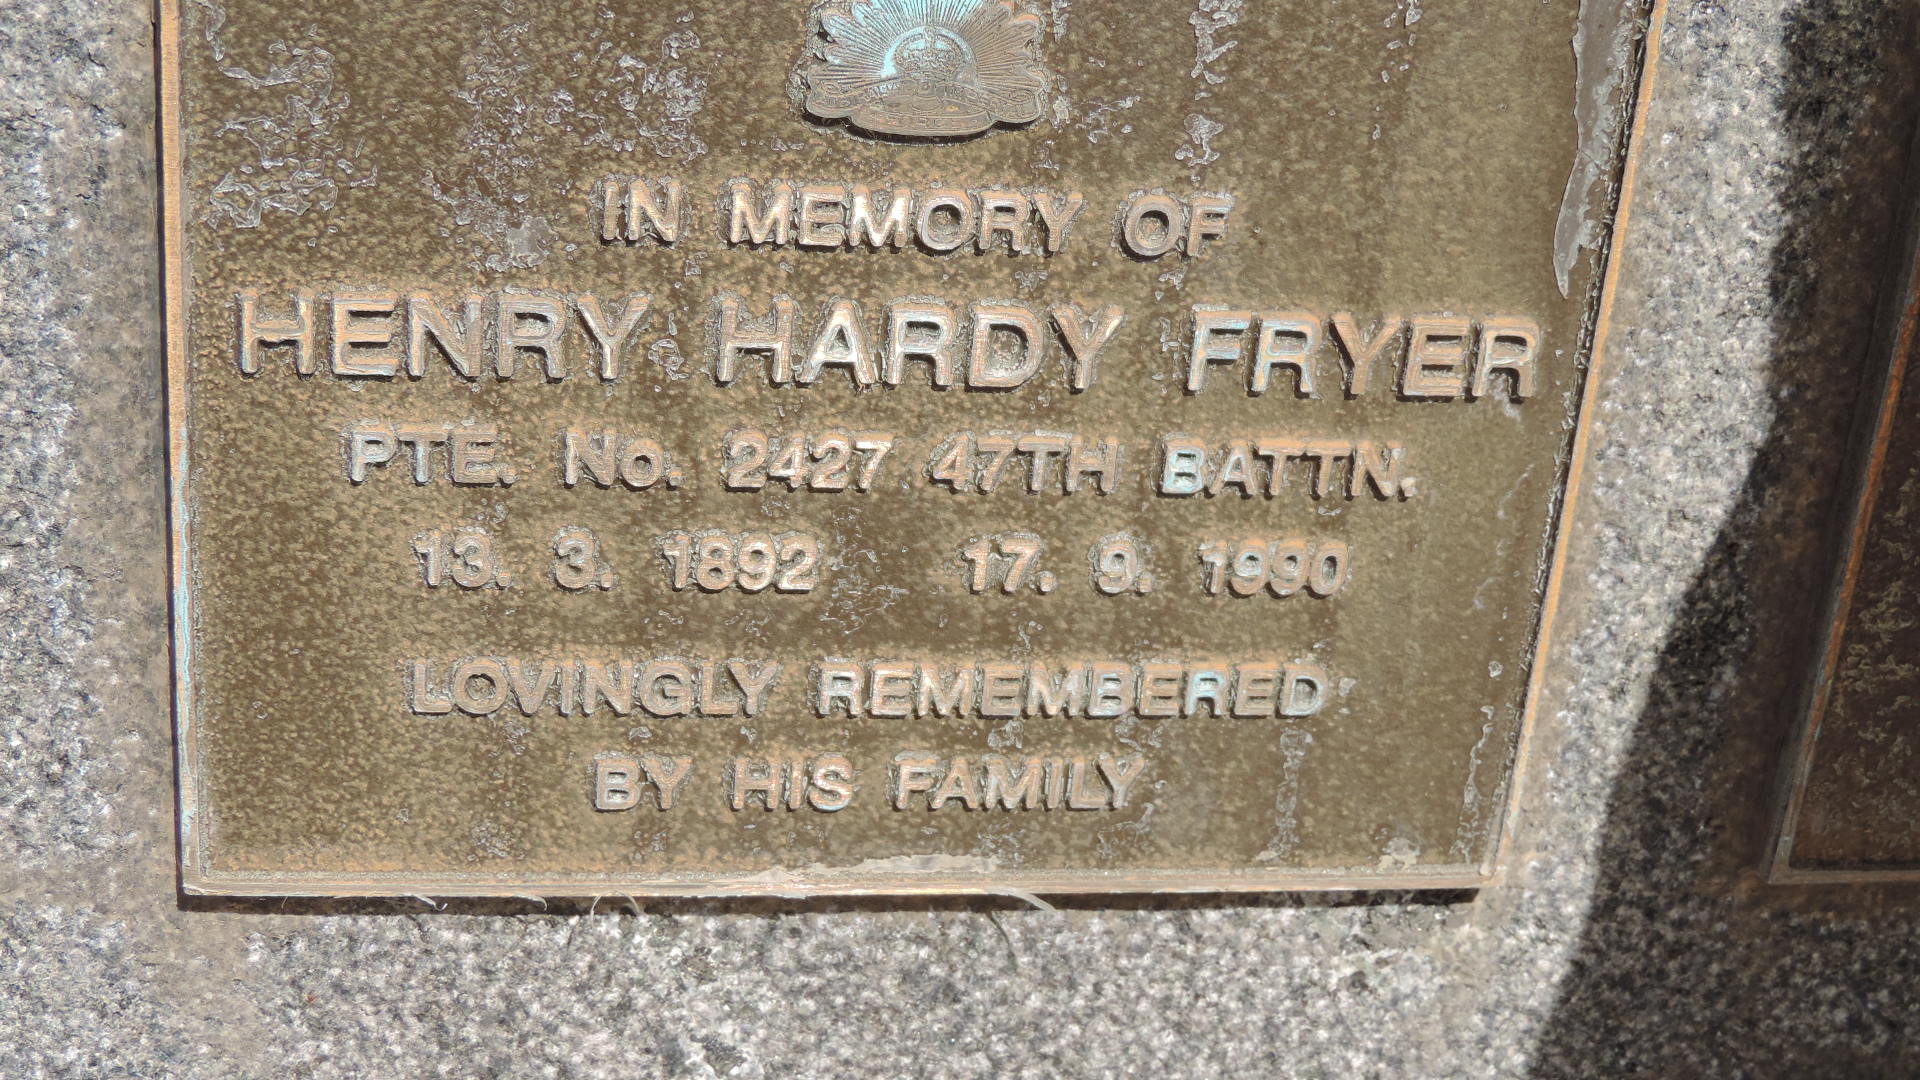 IN MEMORY OF
HENRY HARDY FRYER
PTE. No. 2427 47TH BATTN.
13. 3. 1892 17. 9. 1990
LOVINGLY REMEMBERED
BY HIS FAMILY